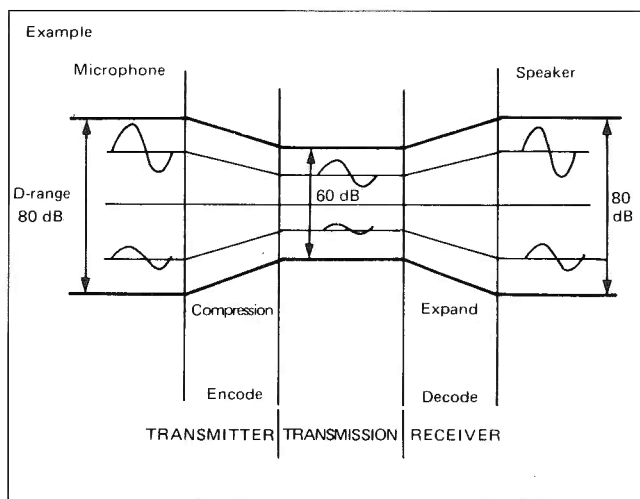 Example
Microphone
Speaker
D-range
80 dB
60 dB
80
dB
Compression
Expand
Encode
Decode
TRANSMITTER
TRANSMISSION
RECEIVER